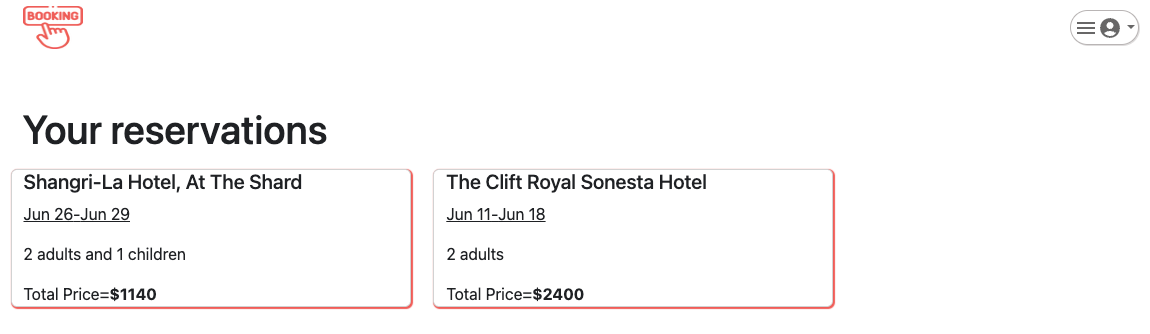 BOOKING
Your reservations
Shangri-La Hotel, At The Shard
Jun 26-Jun 29
2 adults and 1 children
Total Price=$1140
The Clift Royal Sonesta Hotel
Jun 11-Jun 18
2 adults
Total Price=$2400